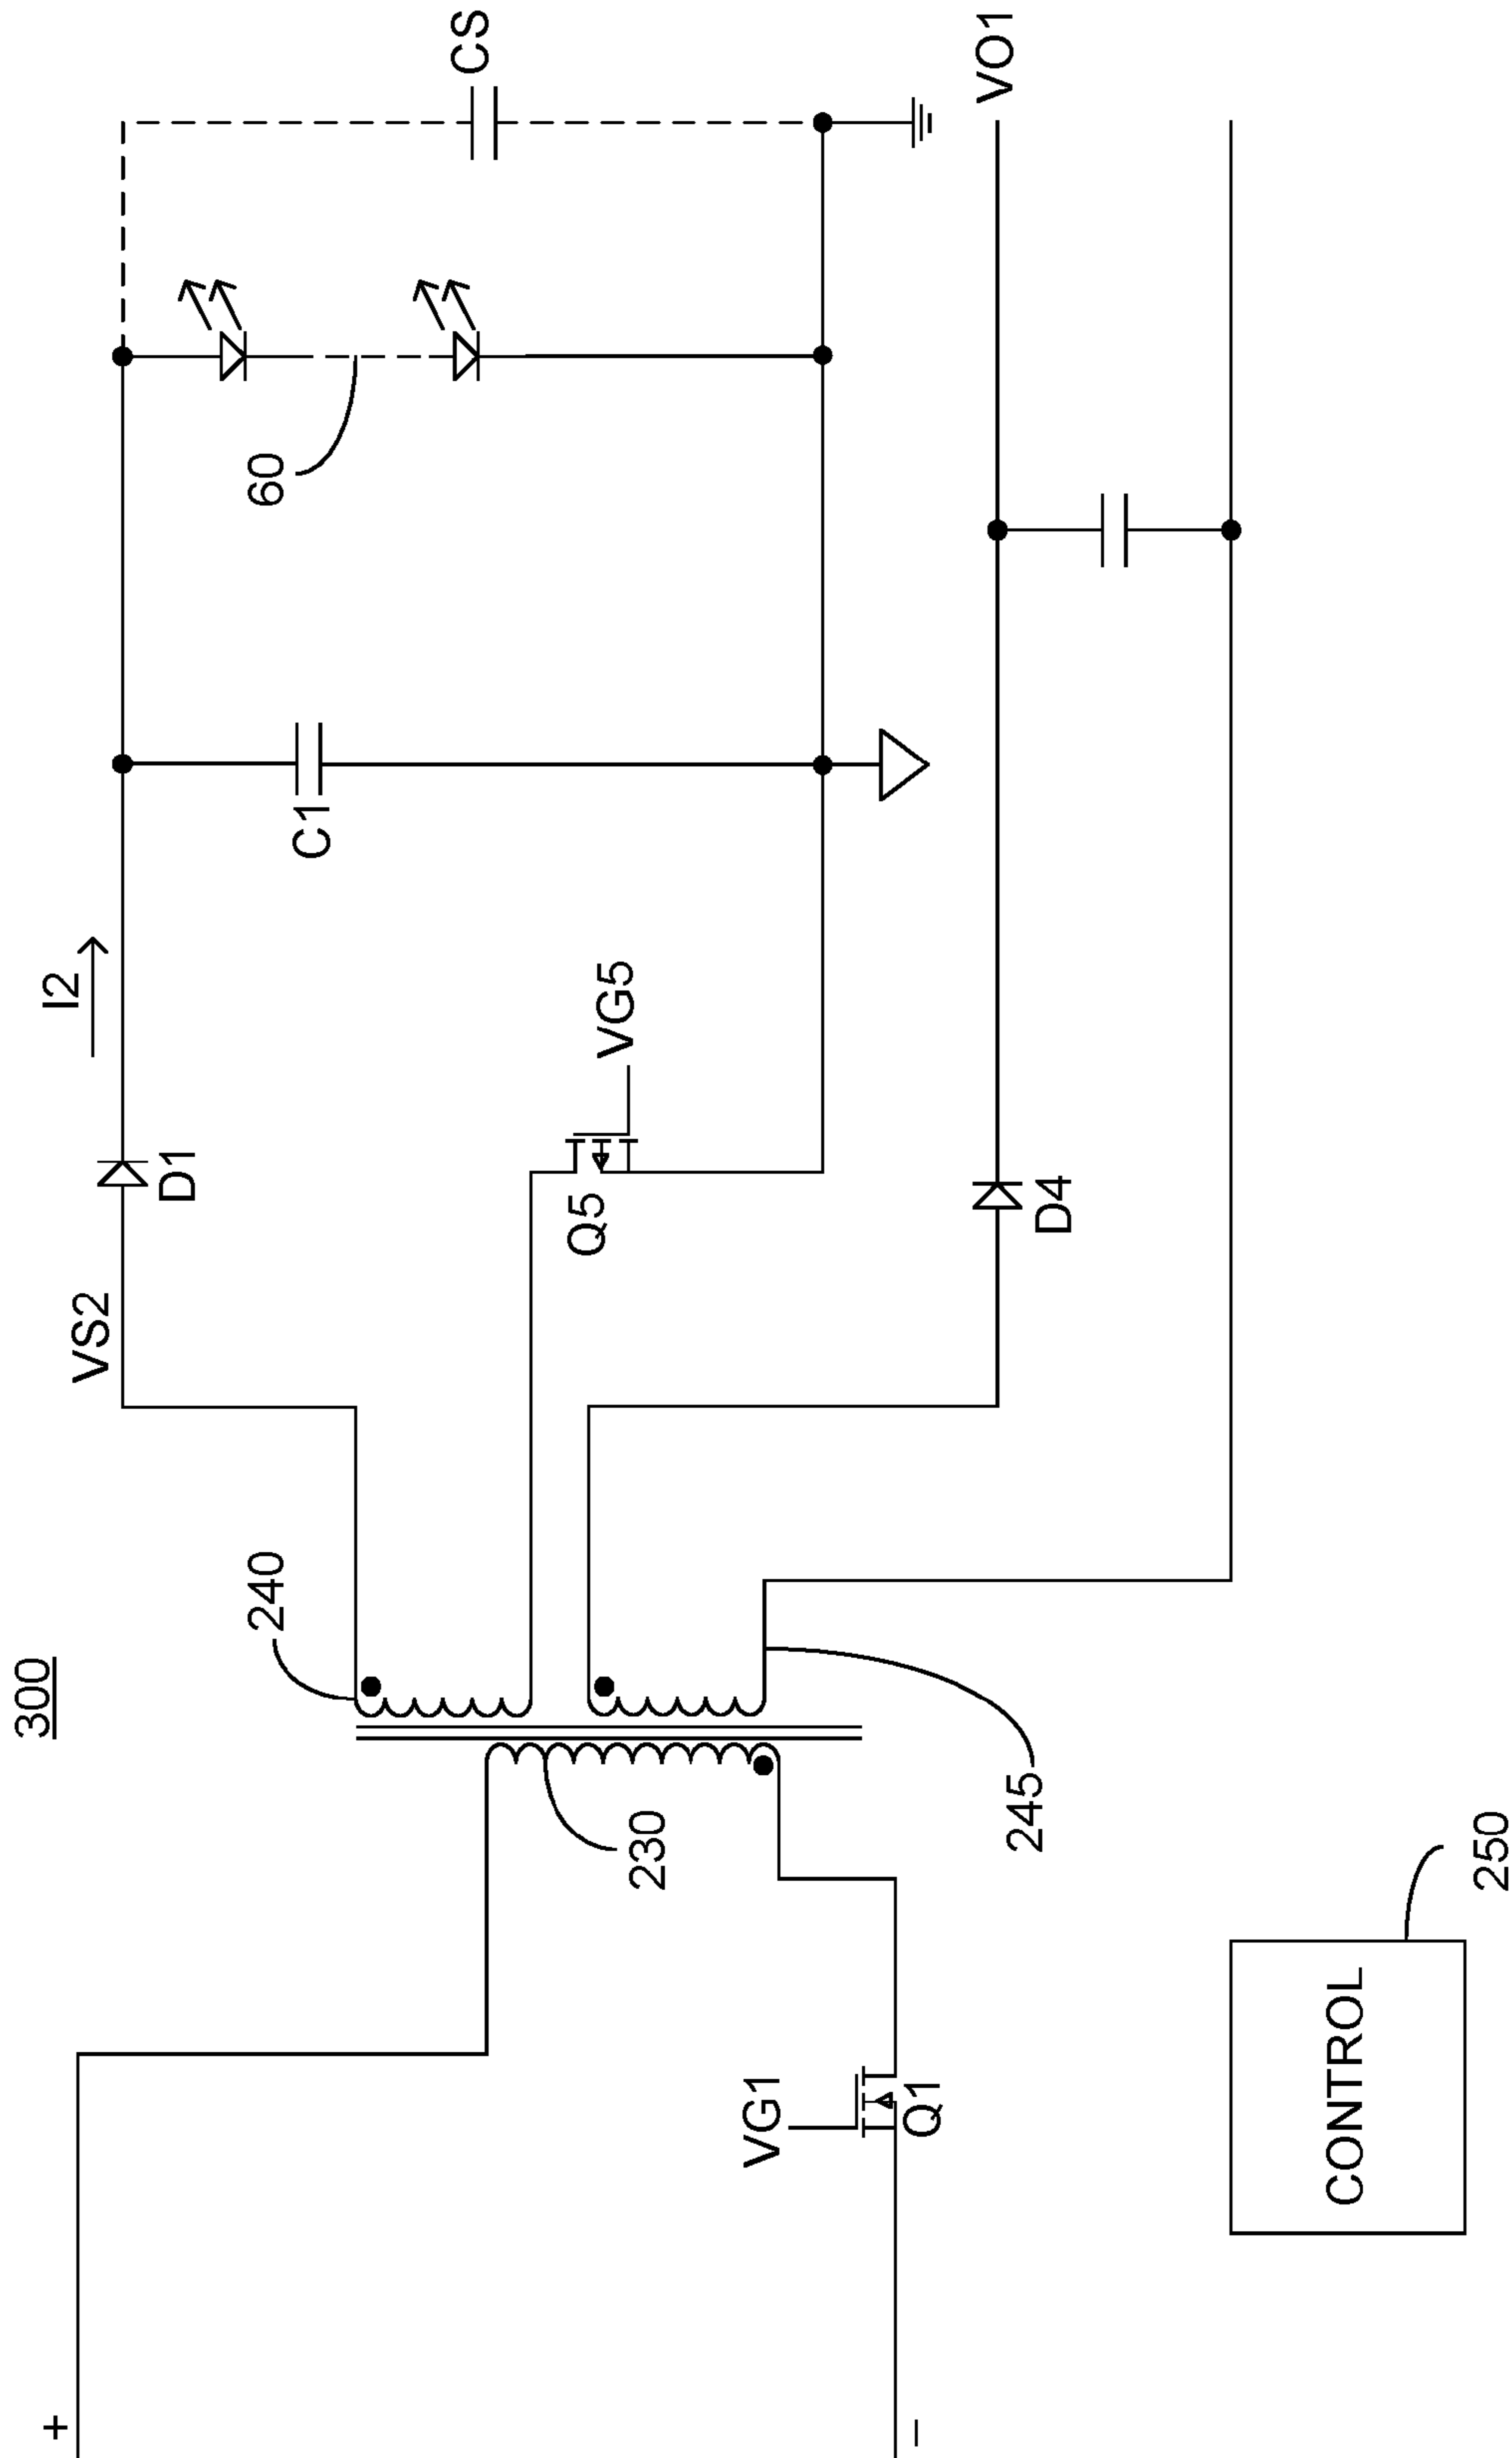 300
+
–
VG1
Q1
CONTROL
250
230
240
245
VS2
D1
I2
Q5
VG5
D4
C1
60
CS
VO1